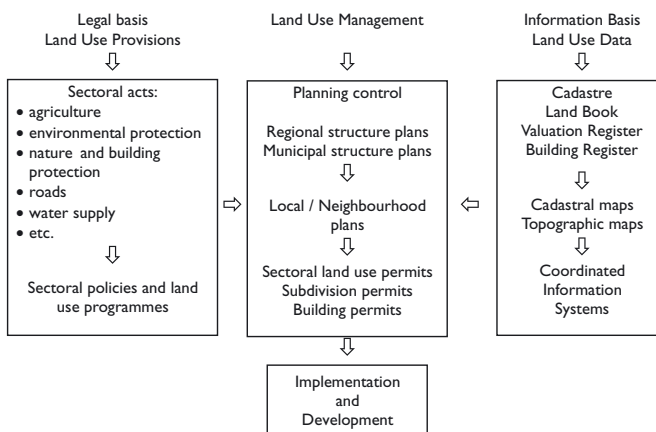 Legal basis
Land Use Provisions
Sectoral acts:
• agriculture
• environmental protection
• nature and building
protection
• roads
• water supply
• etc.
Sectoral policies and land
use programmes
Land Use Management
Planning control
Regional structure plans
Municipal structure plans
Local / Neighbourhood
plans
Sectoral land use permits
Subdivision permits
Building permits
Implementation
and
Development
Information Basis
Land Use Data
Cadastre
Land Book
Valuation Register
Building Register
Cadastral maps
Topographic maps
Coordinated
Information
Systems